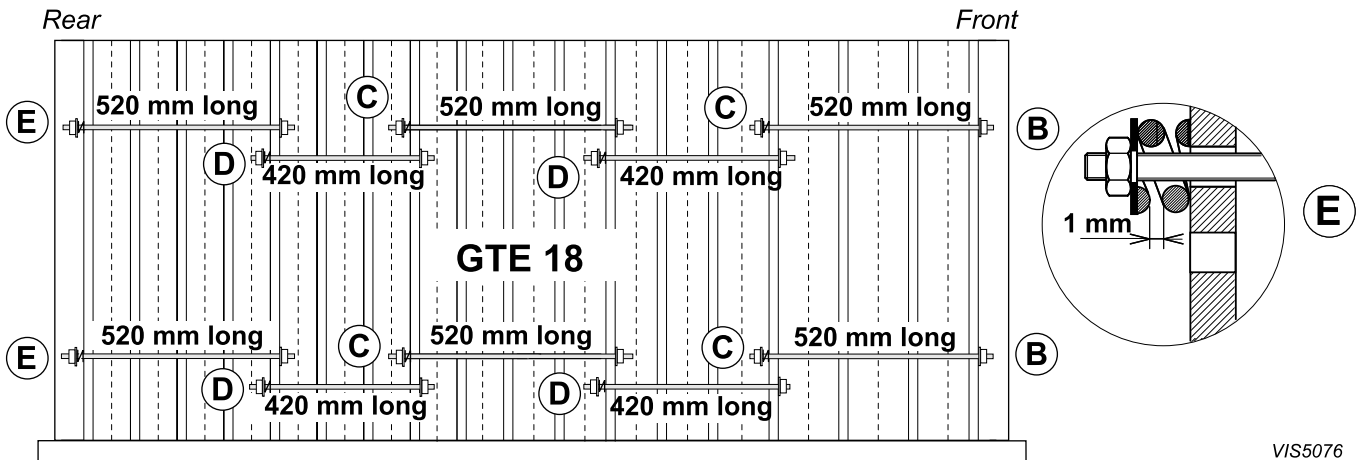 Rear
Front
520 mm long
C
520 mm long
C
520 mm long
E
B
D
420 mm long
D
420 mm long
E
1 mm
GTE 18
520 mm long
C
520 mm long
C
520 mm long
E
B
D
420 mm long
D
420 mm long
VIS5076